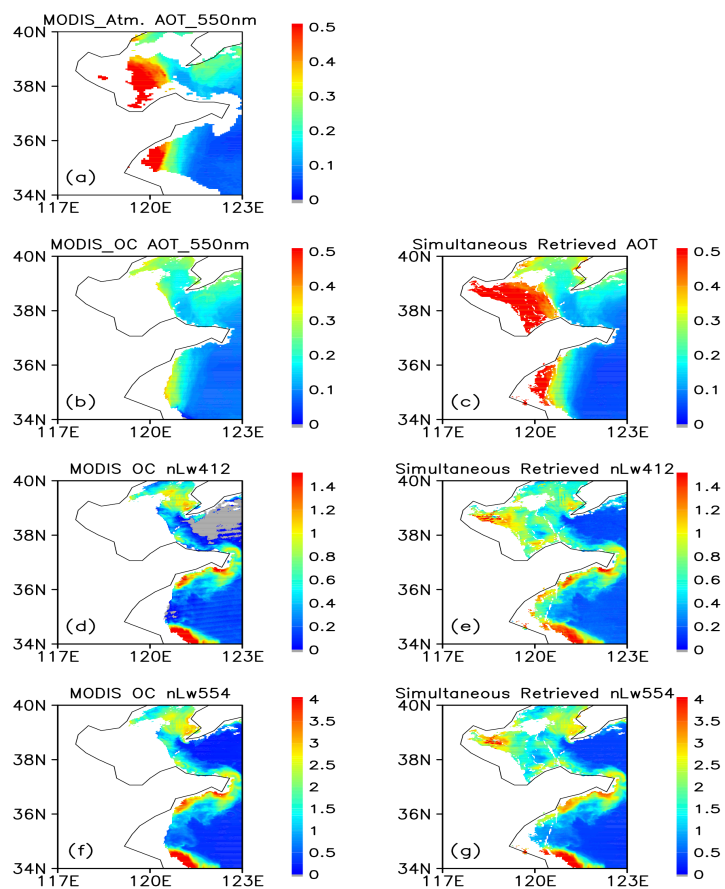 MODIS_Atm. AOT_550nm
40N
38N
36N
34N
117E 120E 123E
(a)
0.5
0.4
0.3
0.2
0.1
0
MODIS_OC AOT_550nm
40N
38N
36N
34N
117E 120E 123E
(b)
0.5
0.4
0.3
0.2
0.1
0
Simultaneous Retrieved AOT
40N
38N
36N
34N
117E 120E 123E
(c)
0.5
0.4
0.3
0.2
0.1
0
MODIS OC nLw412
40N
38N
36N
34N
117E 120E 123E
(d)
1.4
1.2
1
0.8
0.6
0.4
0.2
0
Simultaneous Retrieved nLw412
40N
38N
36N
34N
117E 120E 123E
(e)
1.4
1.2
1
0.8
0.6
0.4
0.2
0
MODIS OC nLw554
40N
38N
36N
34N
117E 120E 123E
(f)
4
3.5
3
2.5
2
1.5
1
0.5
0
Simultaneous Retrieved nLw554
40N
38N
36N
34N
117E 120E 123E
(g)
4
3.5
3
2.5
2
1.5
1
0.5
0